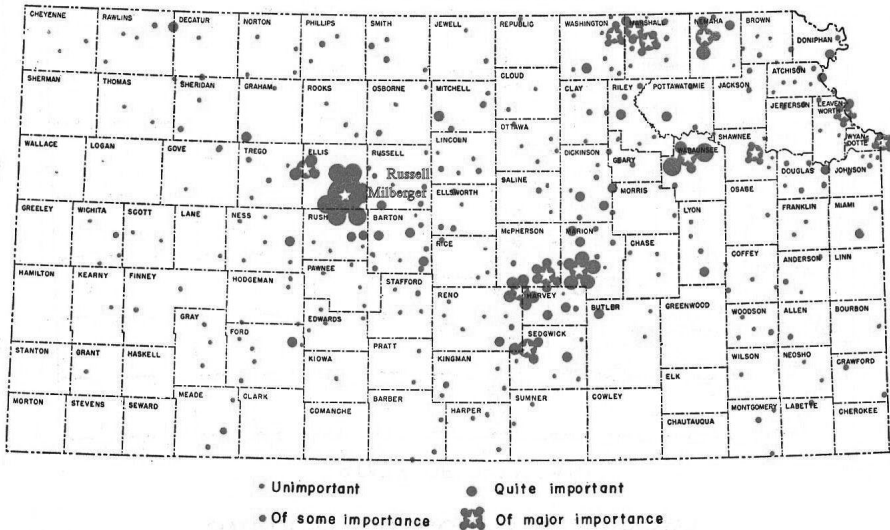 CHEYENNE RAWLINS DECATUR NORTON PHILLIPS SMITH JEWELL REPUBLIC WASHINGTON MARSHALL NEMAHA BROWN
DONIPHAN
SHERMAN THOMAS SHERIDAN GRAHAM ROOKS OSBORNE MITCHELL CLOUD CLAY RILEY POTTAWATOMIE JACKSON ATCHISON
JEFFERSON LEAVEN
WORTH
OTTAWA
WALLACE LOGAN GOVE TREGO ELLIS RUSSELL LINCOLN DICKINSON GEARY WABAUNSEE SHAWNEE WYAN
DOTTE
Russell
Milberger
SALINE MORRIS OSAGE DOUGLAS JOHNSON
ELLSWORTH
GREELEY WICHITA SCOTT LANE NESS RUSH BARTON McPHERSON MARION CHASE LYON FRANKLIN MIAMI
RICE
HAMILTON KEARNY FINNEY HODGEMAN PAWNEE STAFFORD RENO HARVEY BUTLER GREENWOOD COFFEY ANDERSON LINN
GRAY FORD EDWARDS SEDGWICK WOODSON ALLEN BOURBON
STANTON GRANT HASKELL KIOWA PRATT KINGMAN ELK WILSON NEOSHO CRAWFORD
MORTON STEVENS SEWARD MEADE CLARK COMANCHE BARBER HARPER SUMNER COWLEY CHAUTAUQUA MONTGOMERY LABETTE CHEROKEE
Unimportant Quite important
Of some importance Of major importance